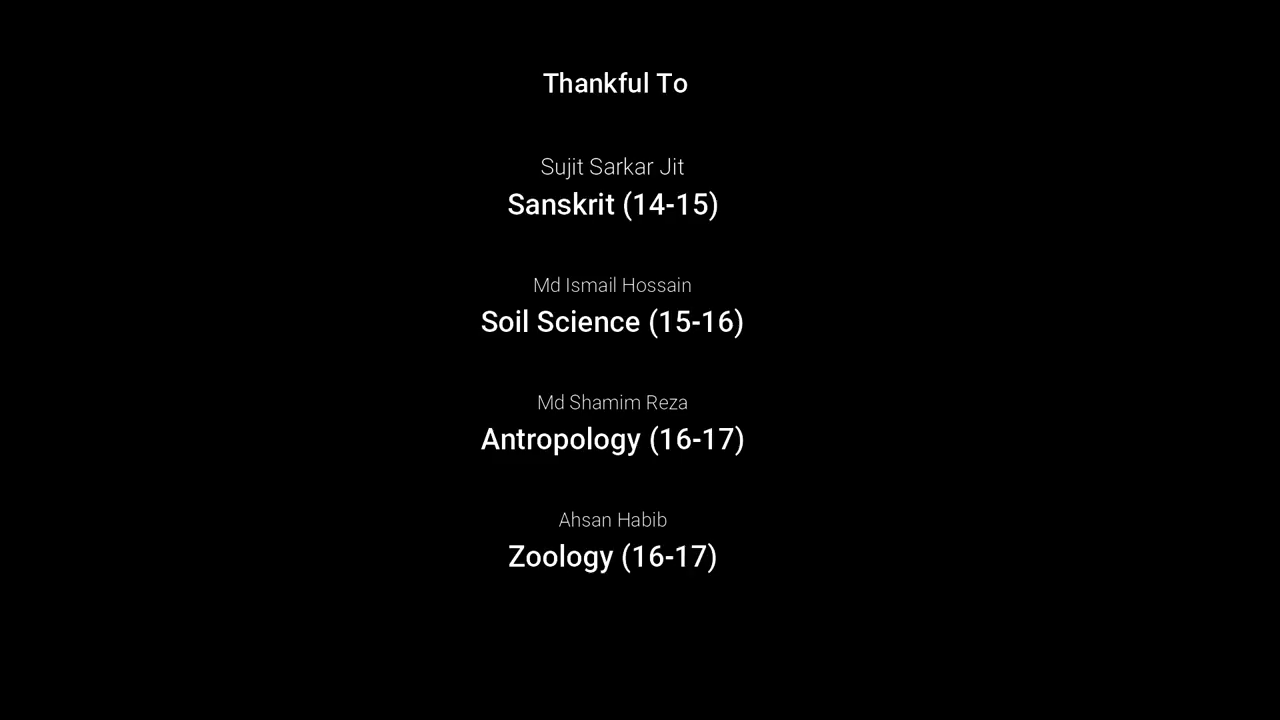 Thankful To
Sujit Sarkar Jit
Sanskrit (14-15)
Md Ismail Hossain
Soil Science (15-16)
Md Shamim Reza
Antropology (16-17)
Ahsan Habib
Zoology (16-17)